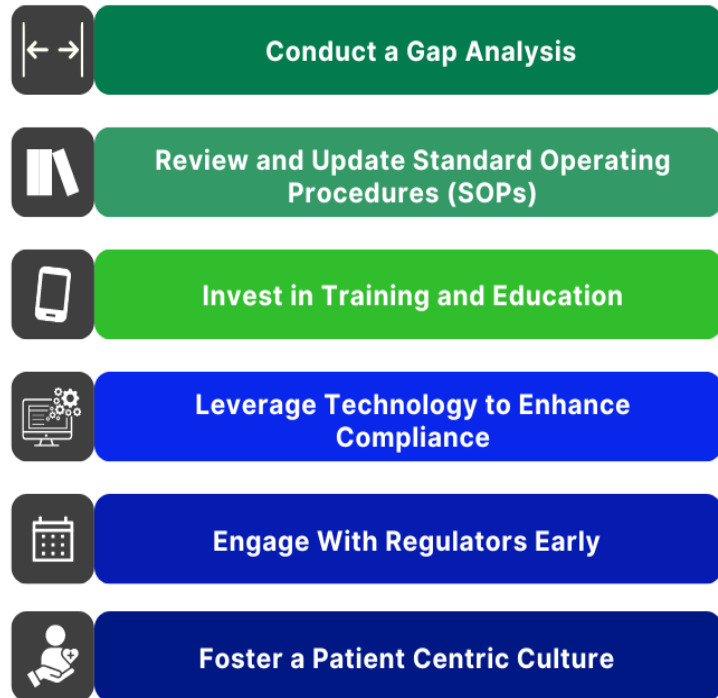 Conduct a Gap Analysis
Review and Update Standard Operating
Procedures (SOPs)
Invest in Training and Education
Leverage Technology to Enhance
Compliance
Engage With Regulators Early
Foster a Patient Centric Culture